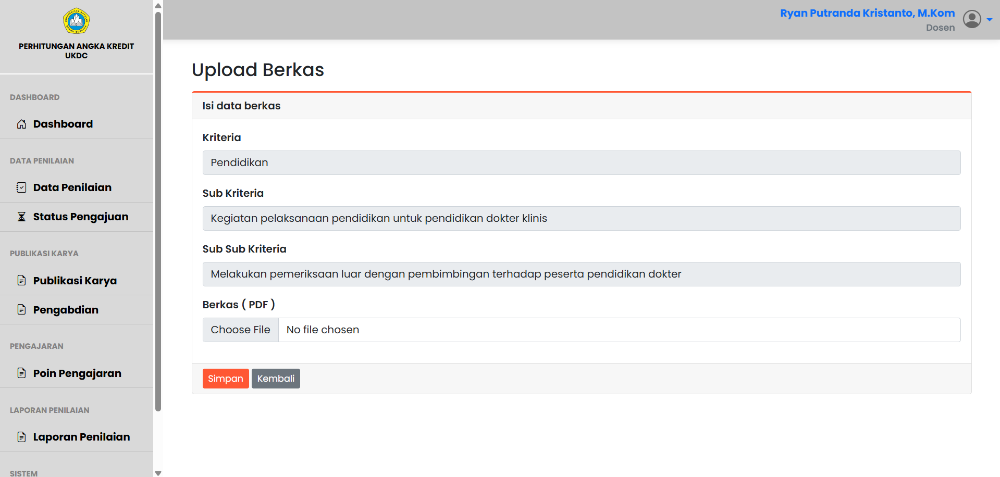 PERHITUNGAN ANGKA KREDIT
UKDC
DASHBOARD
Dashboard
DATA PENILAIAN
Data Penilaian
Status Pengajuan
PUBLIKASI KARYA
Publikasi Karya
Pengabdian
PENGAJARAN
Poin Pengajaran
LAPORAN PENILAIAN
Laporan Penilaian
SISTEM
Ryan Putranda Kristanto, M.Kom
Dosen
Upload Berkas
Isi data berkas
Kriteria
Pendidikan
Sub Kriteria
Kegiatan pelaksanaan pendidikan untuk pendidikan dokter klinis
Sub Sub Kriteria
Melakukan pemeriksaan luar dengan pembimbingan terhadap peserta pendidikan dokter
Berkas ( PDF )
Choose File No file chosen
Simpan Kembali